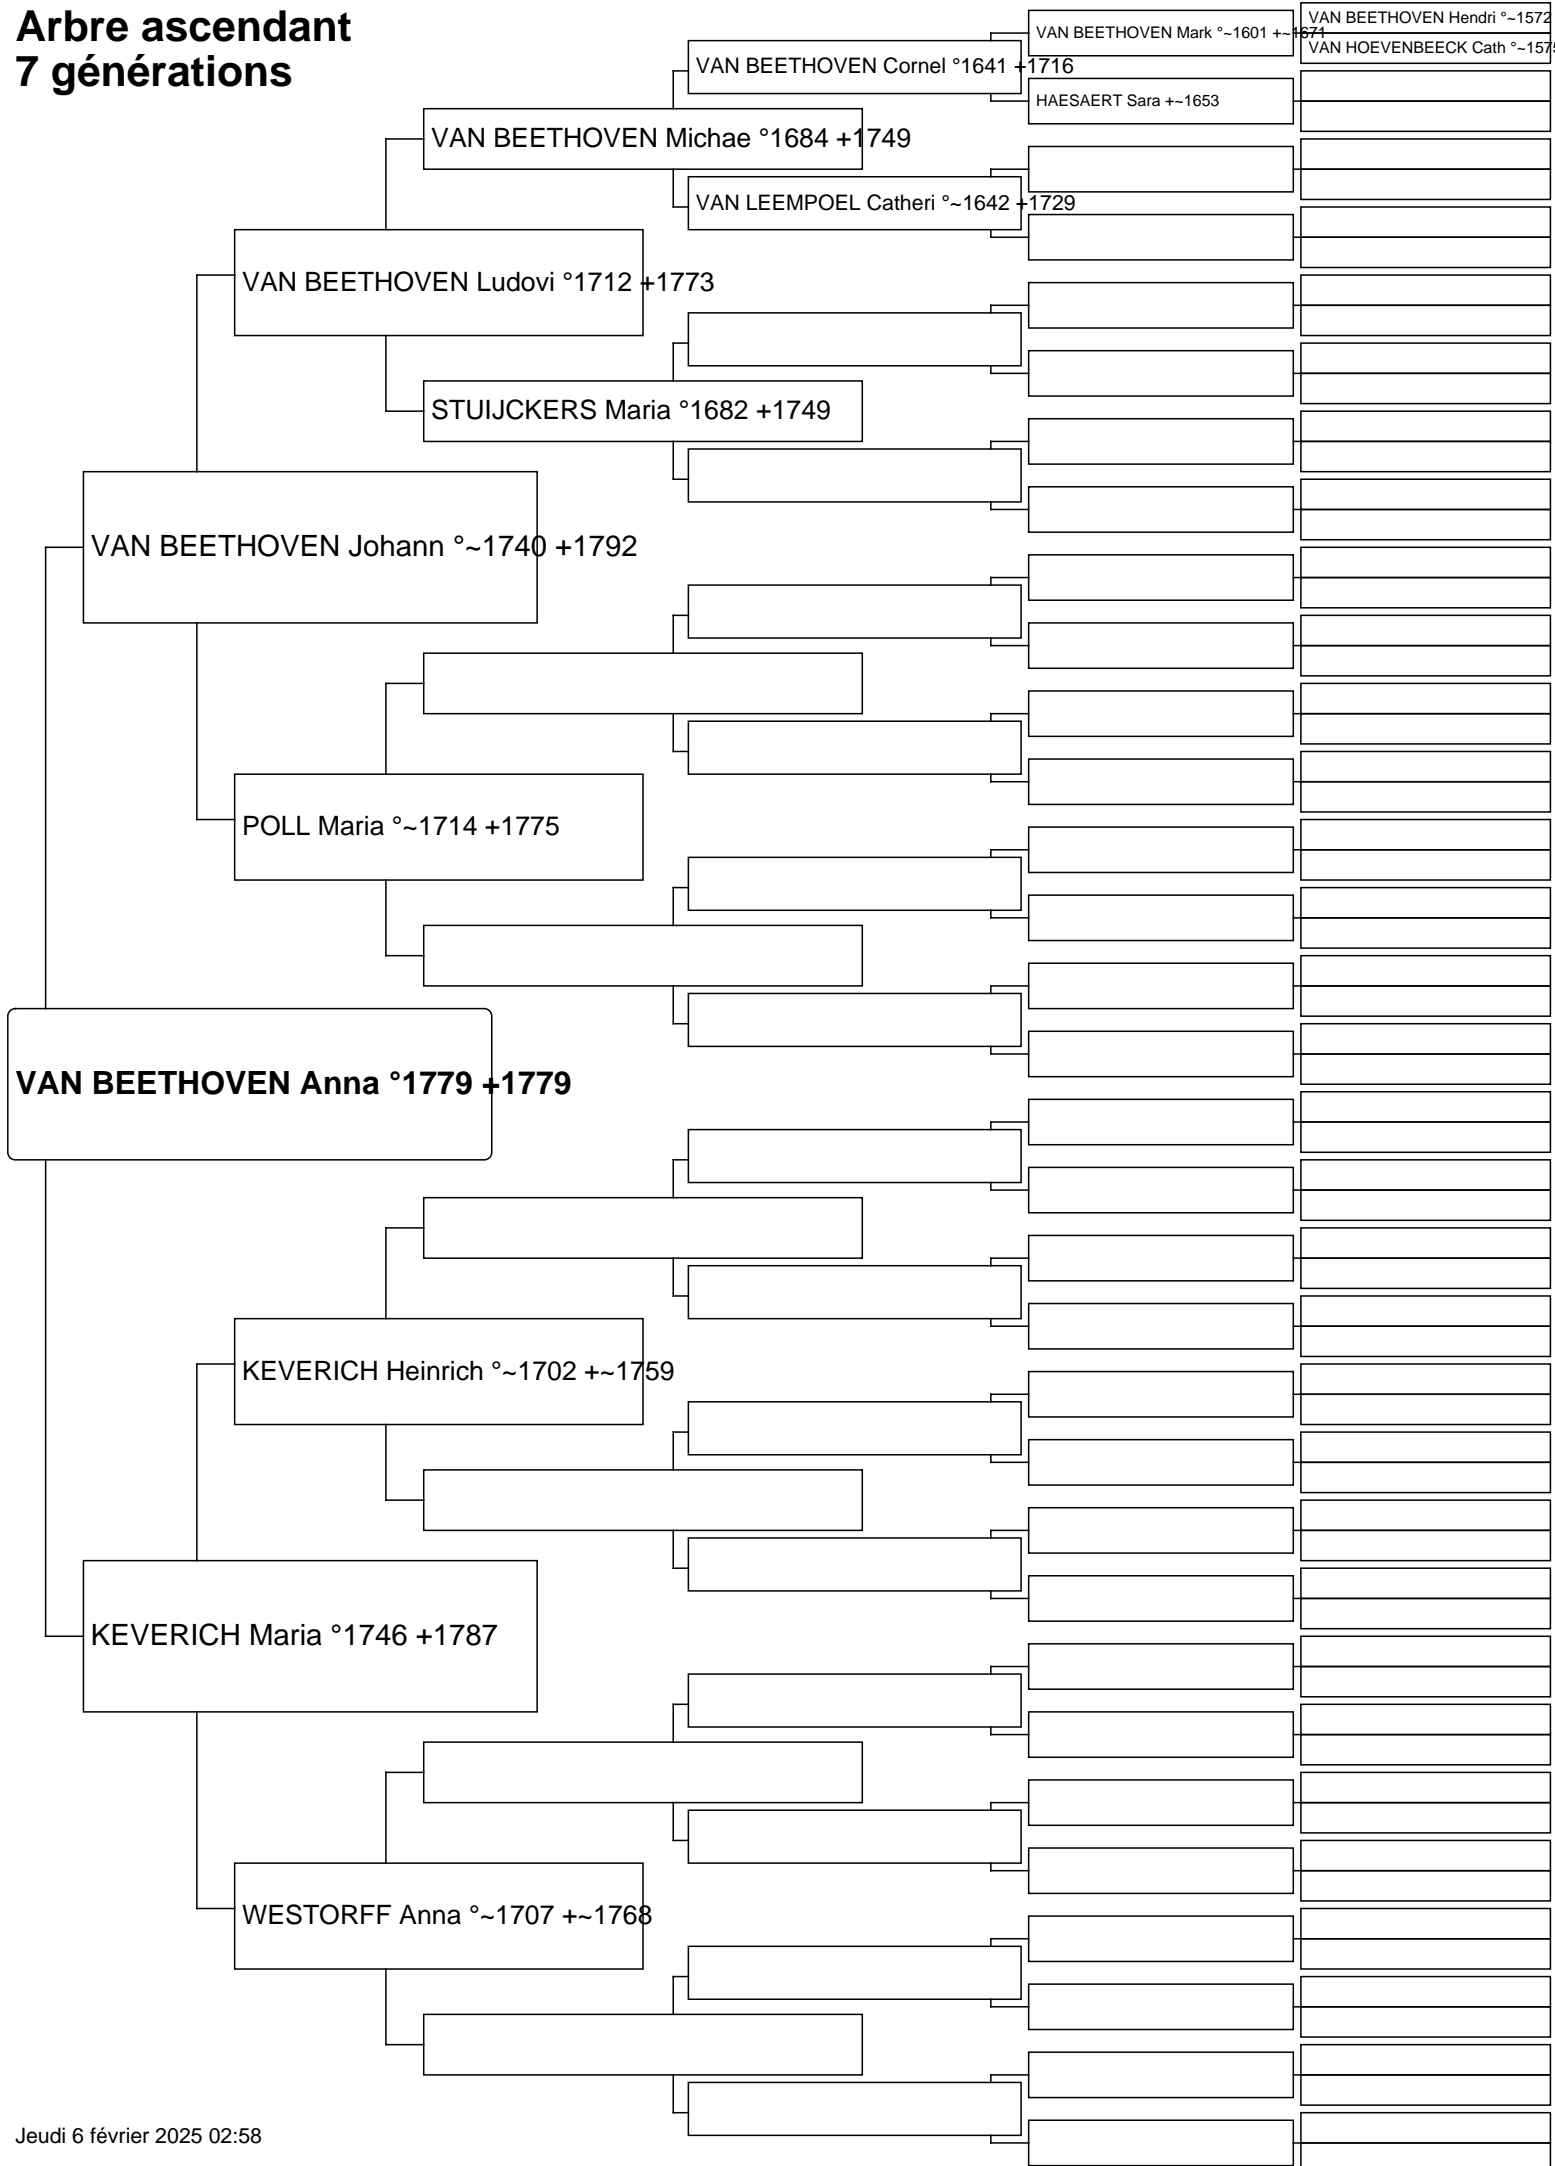 Arbre ascendant
7 générations
VAN BEETHOVEN Hendri °~1572
VAN BEETHOVEN Mark °~1601 +~1671
VAN HOEVENBEECK Cath °~1575
VAN BEETHOVEN Cornel °1641 +1716
HAESAERT Sara +~1653
VAN BEETHOVEN Michae °1684 +1749
VAN LEEMPOEL Catheri °~1642 +1729
VAN BEETHOVEN Ludovi °1712 +1773
STUIJCKERS Maria °1682 +1749
VAN BEETHOVEN Johann °~1740 +1792
POLL Maria °~1714 +1775
VAN BEETHOVEN Anna °1779 +1779
KEVERICH Heinrich °~1702 +~1759
KEVERICH Maria °1746 +1787
WESTORFF Anna °~1707 +~1768
Jeudi 6 février 2025 02:58